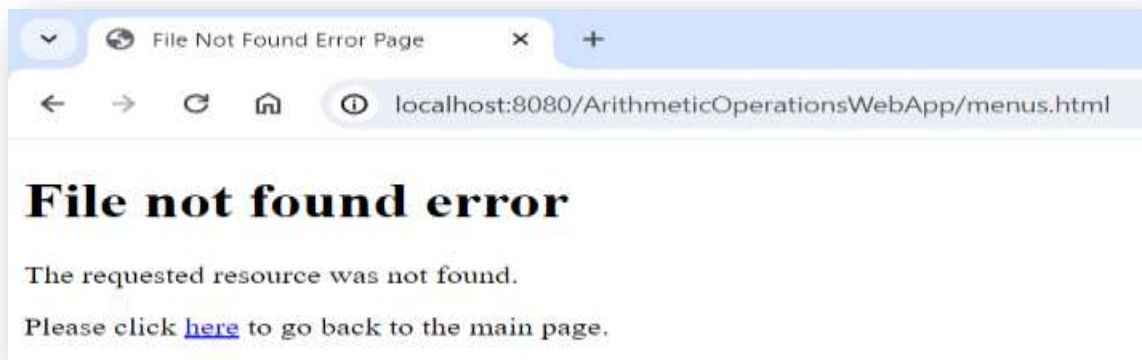 File Not Found Error Page
localhost:8080/ArithmeticOperationsWebApp/menus.html
File not found error
The requested resource was not found.
Please click here to go back to the main page.